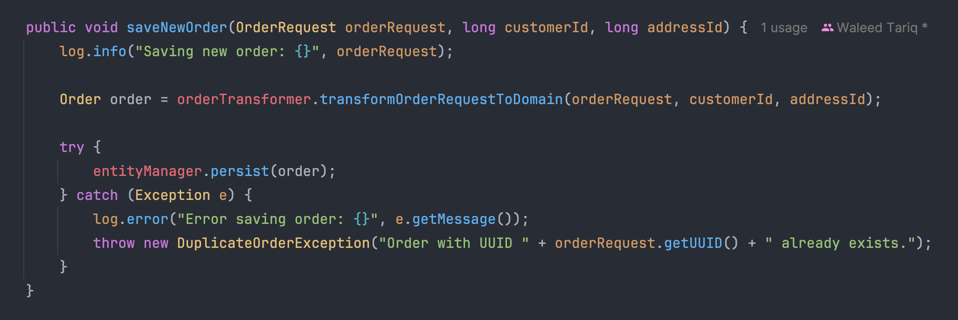 public void saveNewOrder(OrderRequest orderRequest, long customerId, long addressId) { 1 usage Waleed Tariq *
log.info("Saving new order: {}", orderRequest);
Order order = orderTransformer.transformOrderRequestToDomain(orderRequest, customerId, addressId);
try {
entityManager.persist(order);
} catch (Exception e) {
log.error("Error saving order: {}", e.getMessage());
throw new DuplicateOrderException("Order with UUID " + orderRequest.getUUID() + " already exists.");
}
}